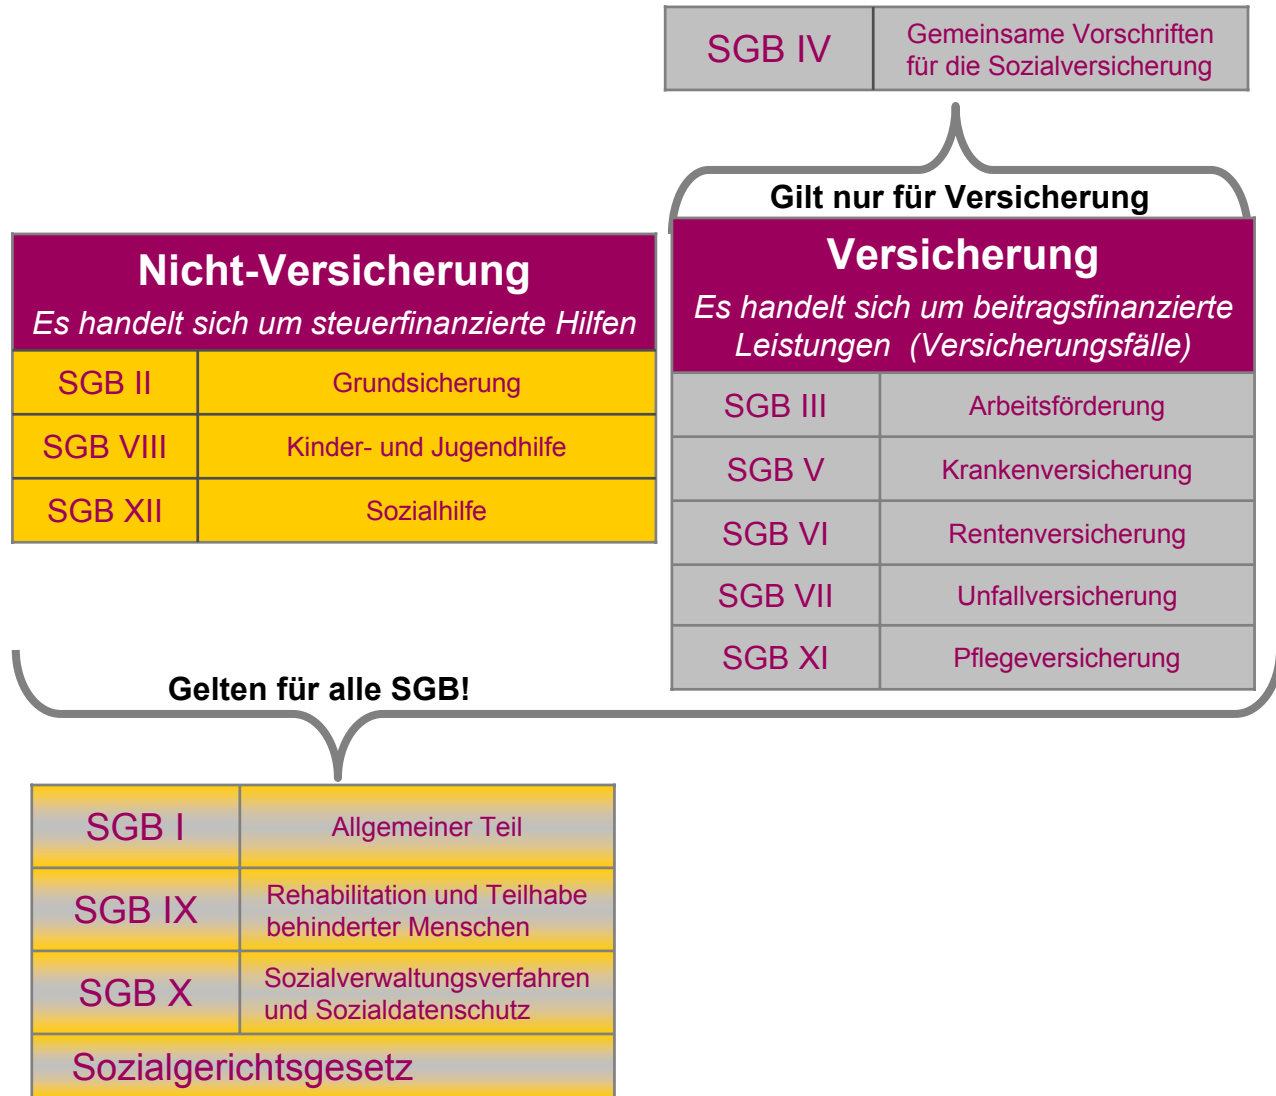 SGB IV
Gemeinsame Vorschriften
für die Sozialversicherung
Gilt nur für Versicherung
Nicht-Versicherung
Es handelt sich um steuerfinanzierte Hilfen
SGB II
Grundsicherung
SGB VIII
Kinder- und Jugendhilfe
SGB XII
Sozialhilfe
Versicherung
Es handelt sich um beitragsfinanzierte
Leistungen (Versicherungsfälle)
SGB III
Arbeitsförderung
SGB V
Krankenversicherung
SGB VI
Rentenversicherung
SGB VII
Unfallversicherung
SGB XI
Pflegeversicherung
Gelten für alle SGB!
SGB I
Allgemeiner Teil
SGB IX
Rehabilitation und Teilhabe
behinderter Menschen
SGB X
Sozialverwaltungsverfahren
und Sozialdatenschutz
Sozialgerichtsgesetz